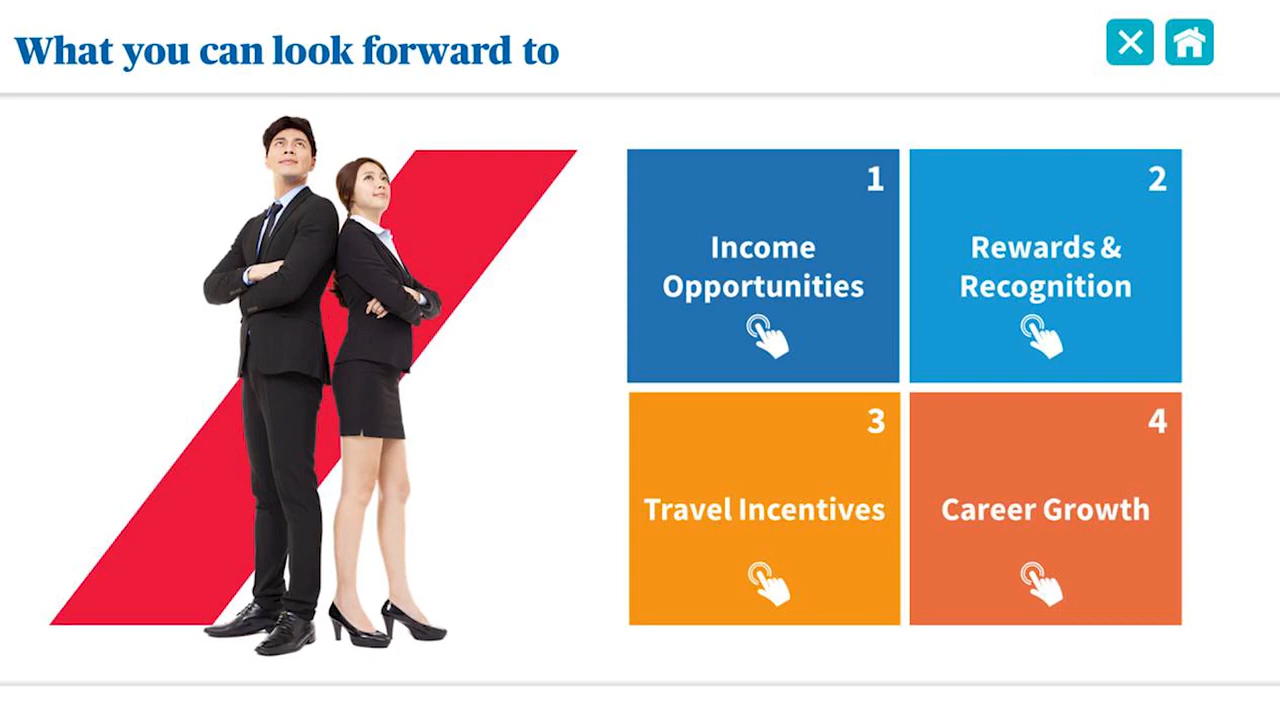 What you can look forward to
1
Income
Opportunities
2
Rewards &
Recognition
3
Travel Incentives
4
Career Growth